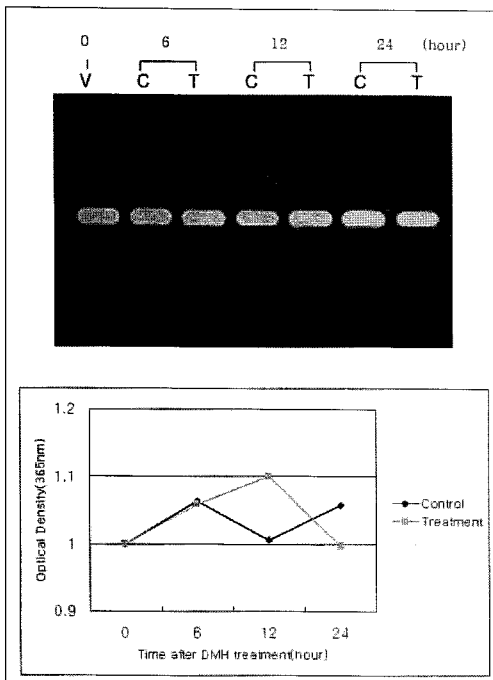 0 6 12 24 (hour)
V C T C T C T
1.2
1.1
1
0.9
Optical Density(365nm)
0 6 12 24
Time after DMH treatment(hour)
Control
Treatment